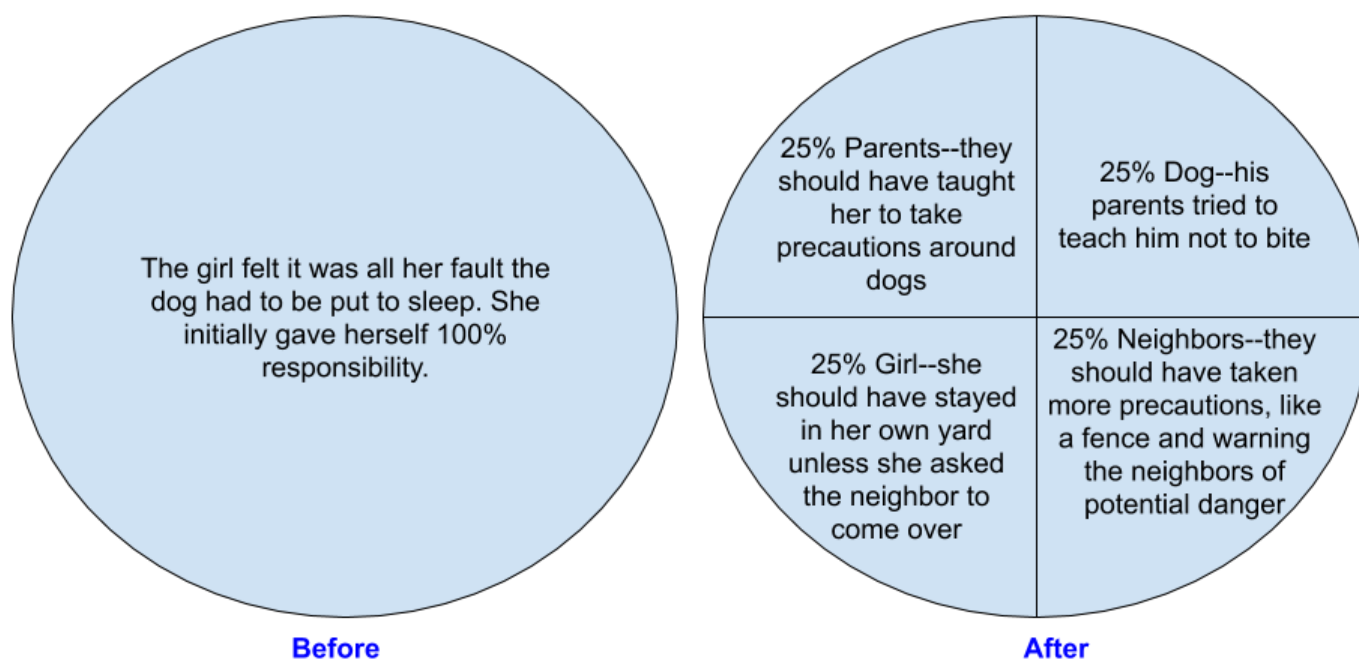 The girl felt it was all her fault the
dog had to be put to sleep. She
initially gave herself 100%
responsibility.
Before
25% Parents--they
should have taught
her to take
precautions around
dogs
25% Dog--his
parents tried to
teach him not to bite
25% Girl--she
should have stayed
in her own yard
unless she asked
the neighbor to
come over
25% Neighbors--they
should have taken
more precautions, like
a fence and warning
the neighbors of
potential danger
After